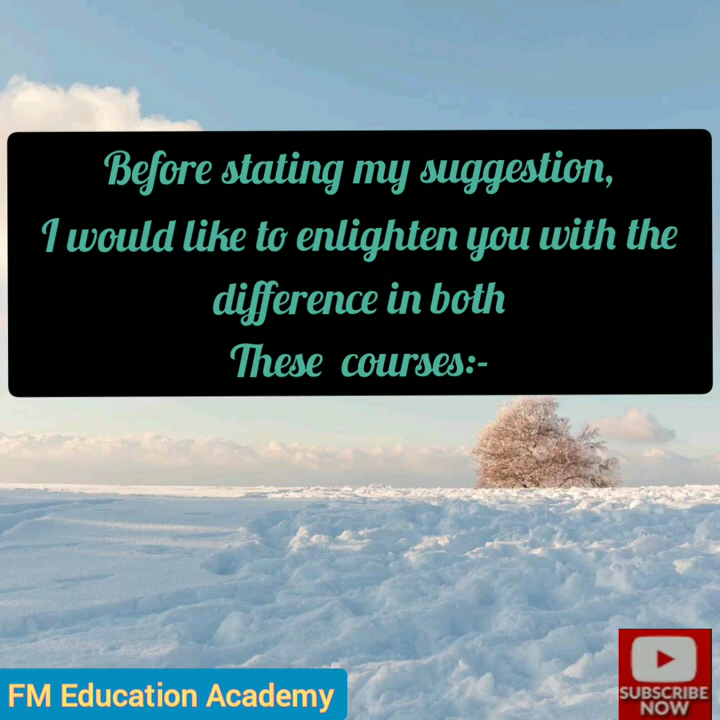 Before stating my suggestion,
I would like to enlighten you with the
difference in both
These courses:-
FM Education Academy
SUBSCRIBE
NOW